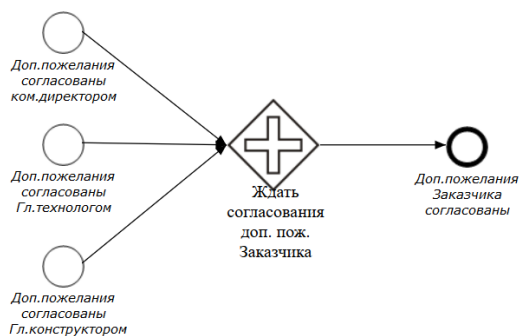 Доп.пожелания
согласованы
ком.директором
Доп.пожелания
согласованы
Гл.технологом
Доп.пожелания
согласованы
Гл.конструктором
Ждать
согласования
доп. пож.
Заказчика
Доп.пожелания
Заказчика
согласованы